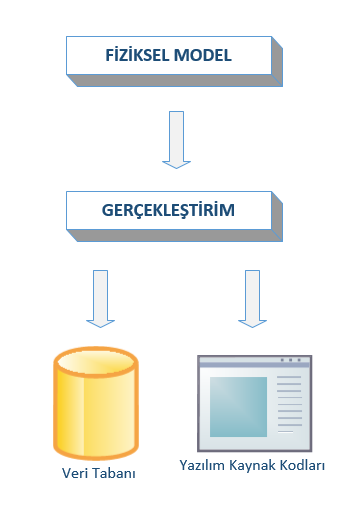 FİZİKSEL MODEL
GERÇEKLEŞTİRİM
Veri Tabanı
Yazılım Kaynak Kodları